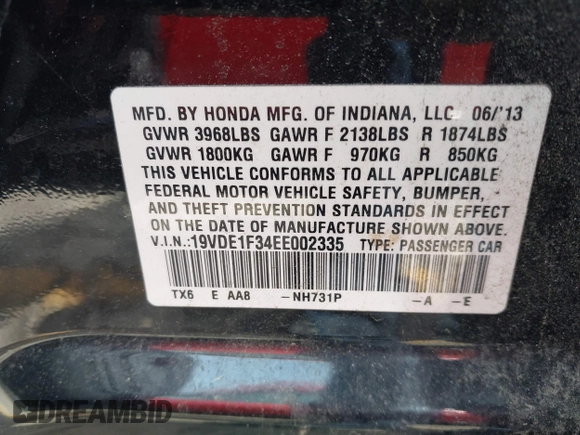 MFD. BY HONDA MFG. OF INDIANA, LLC 06/'13
GVWR 3968LBS GAWR F 2138LBS R 1874LBS
GVWR 1800KG GAWR F 970KG R 850KG
THIS VEHICLE CONFORMS TO ALL APPLICABLE
FEDERAL MOTOR VEHICLE SAFETY, BUMPER,
AND THEFT PREVENTION STANDARDS IN EFFECT
ON THE DATE OF MANUFACTURE SHOWN ABOVE.
V.I.N.:19VDE1F34EE002335 TYPE: PASSENGER CAR
TX6 E AA8 -NH731P -A -E
DREAMBID